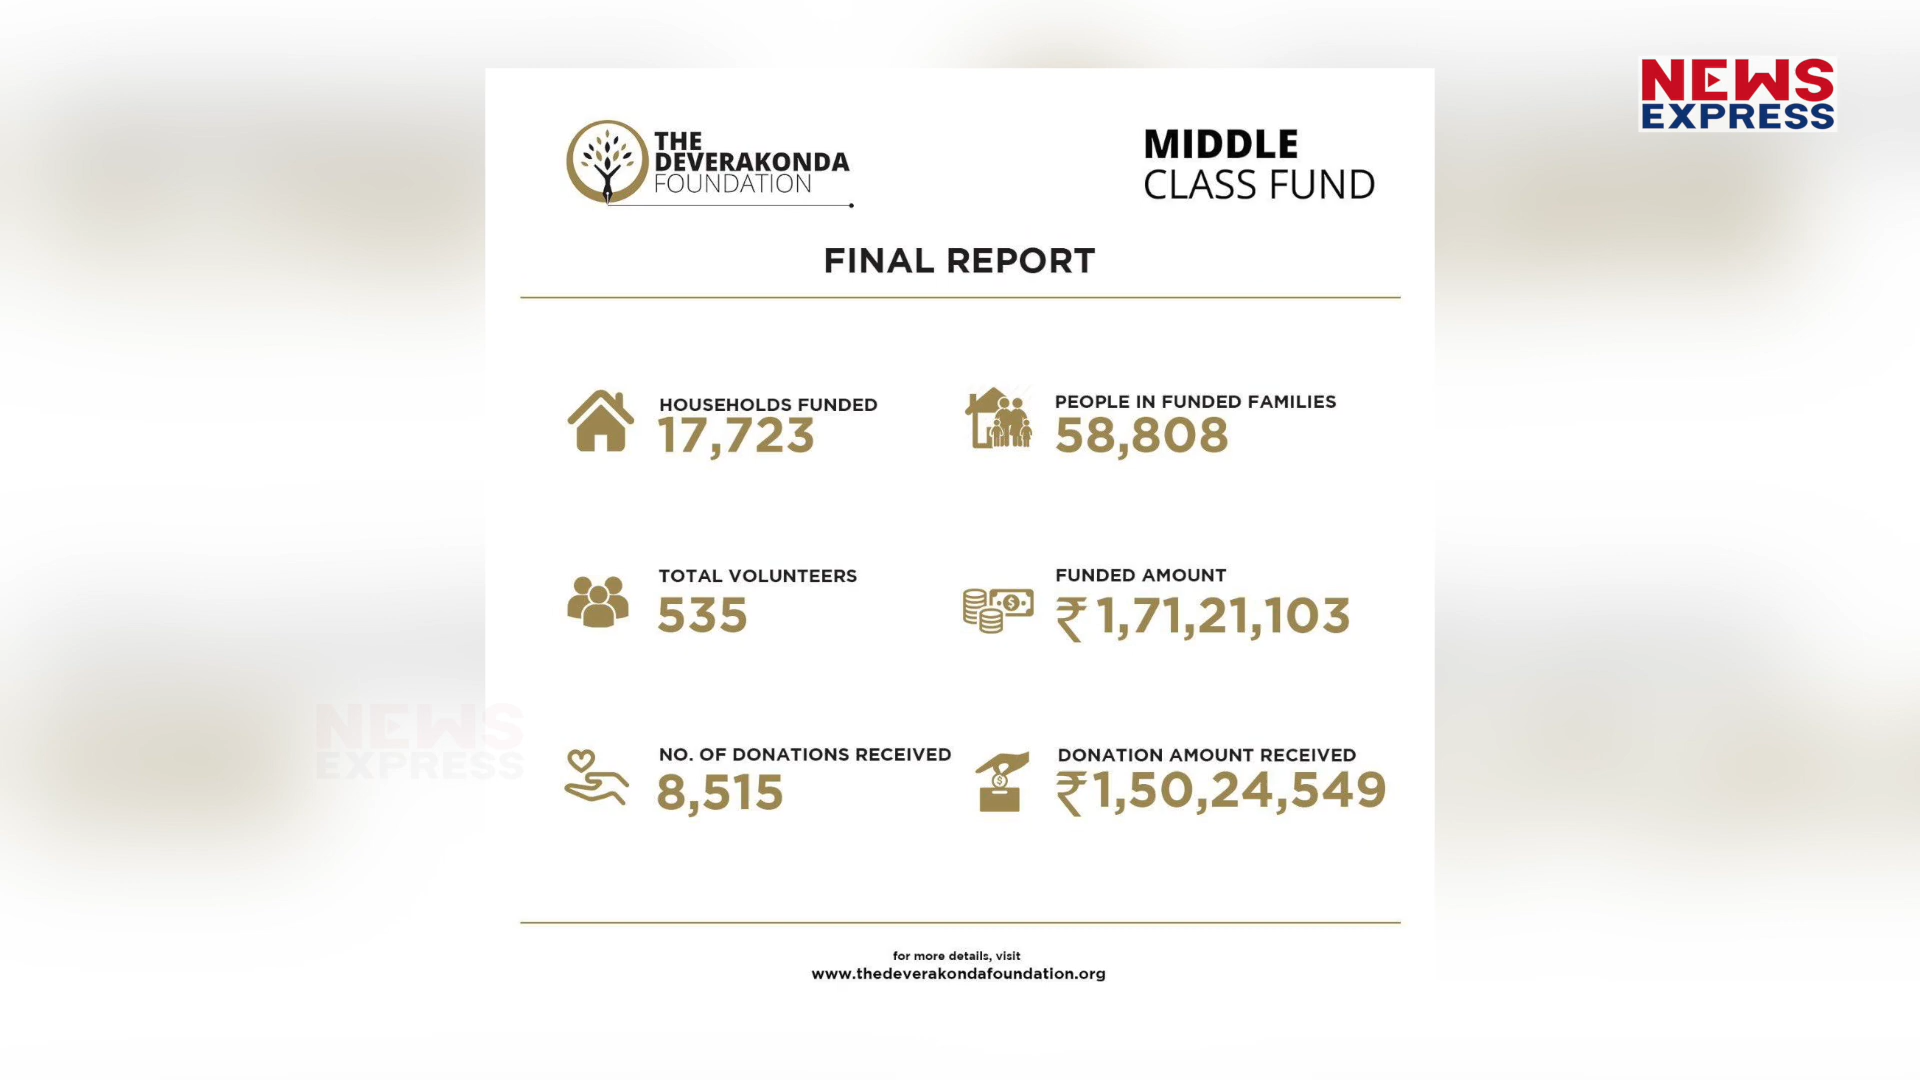 NEWS
EXPRESS
THE
DEVERAKONDA
FOUNDATION
MIDDLE
CLASS FUND
FINAL REPORT
HOUSEHOLDS FUNDED
17,723
PEOPLE IN FUNDED FAMILIES
58,808
TOTAL VOLUNTEERS
535
FUNDED AMOUNT
₹1,71,21,103
NEWS
EXPRESS
NO. OF DONATIONS RECEIVED
8,515
DONATION AMOUNT RECEIVED
₹1,50,24,549
for more details, visit
www.thedeverakondafoundation.org